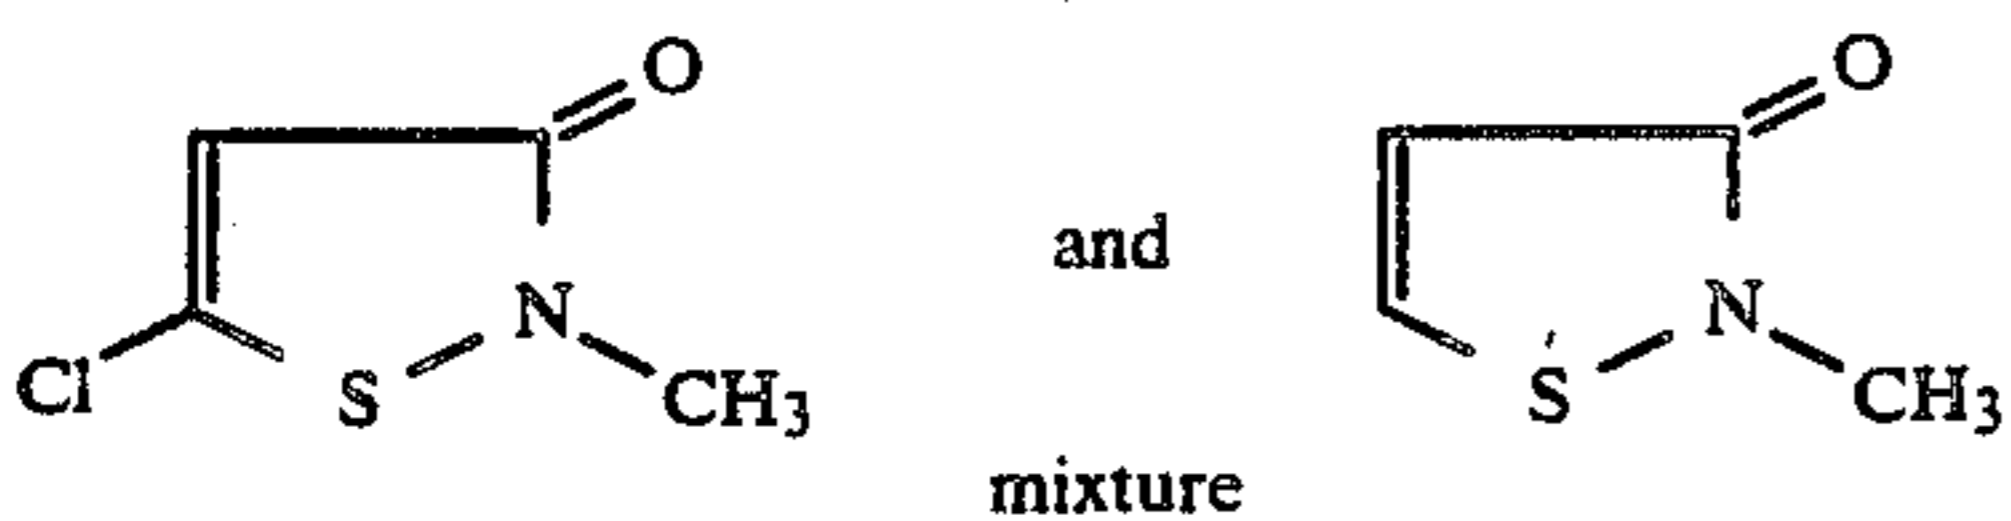 O O
and
N N
Cl S CH3 S CH3
mixture